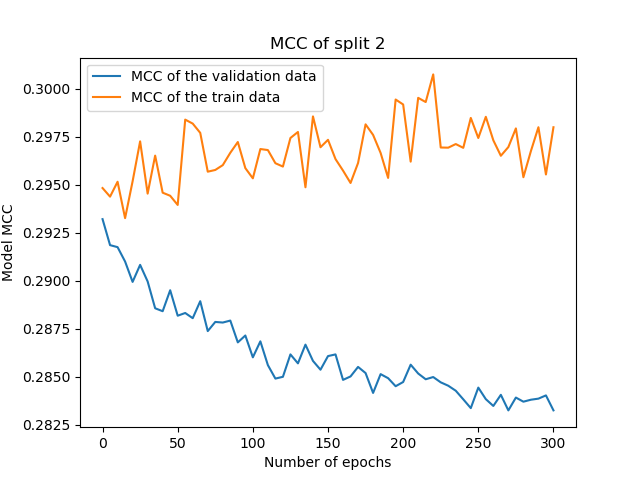 MCC of split 2
MCC of the validation data
MCC of the train data
0.3000
0.2975
0.2950
0.2925
0.2900
0.2875
0.2850
0.2825
Model MCC
0 50 100 150 200 250 300
Number of epochs